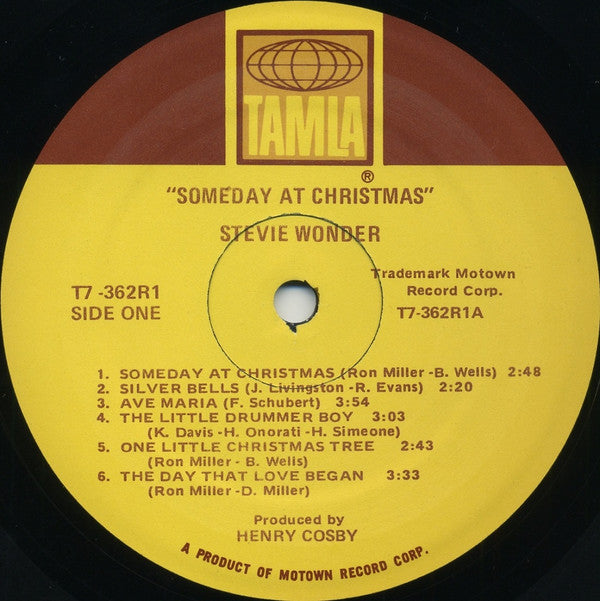 TAMLA
®
"SOMEDAY AT CHRISTMAS"
STEVIE WONDER
Trademark Motown
Record Corp.
T7 -362R1
SIDE ONE
T7-362R1A
1. SOMEDAY AT CHRISTMAS (Ron Miller -B. Wells) 2:48
2. SILVER BELLS (J. Livingston -R. Evans) 2:20
3. AVE MARIA (F. Schubert) 3:54
4. THE LITTLE DRUMMER BOY 3:03
(K. Davis -H. Onorati -H. Simeone)
5. ONE LITTLE CHRISTMAS TREE 2:43
(Ron Miller - B. Wells)
6. THE DAY THAT LOVE BEGAN 3:33
(Ron Miller -D. Miller)
Produced by
HENRY COSBY
A PRODUCT OF MOTOWN RECORD CORP.